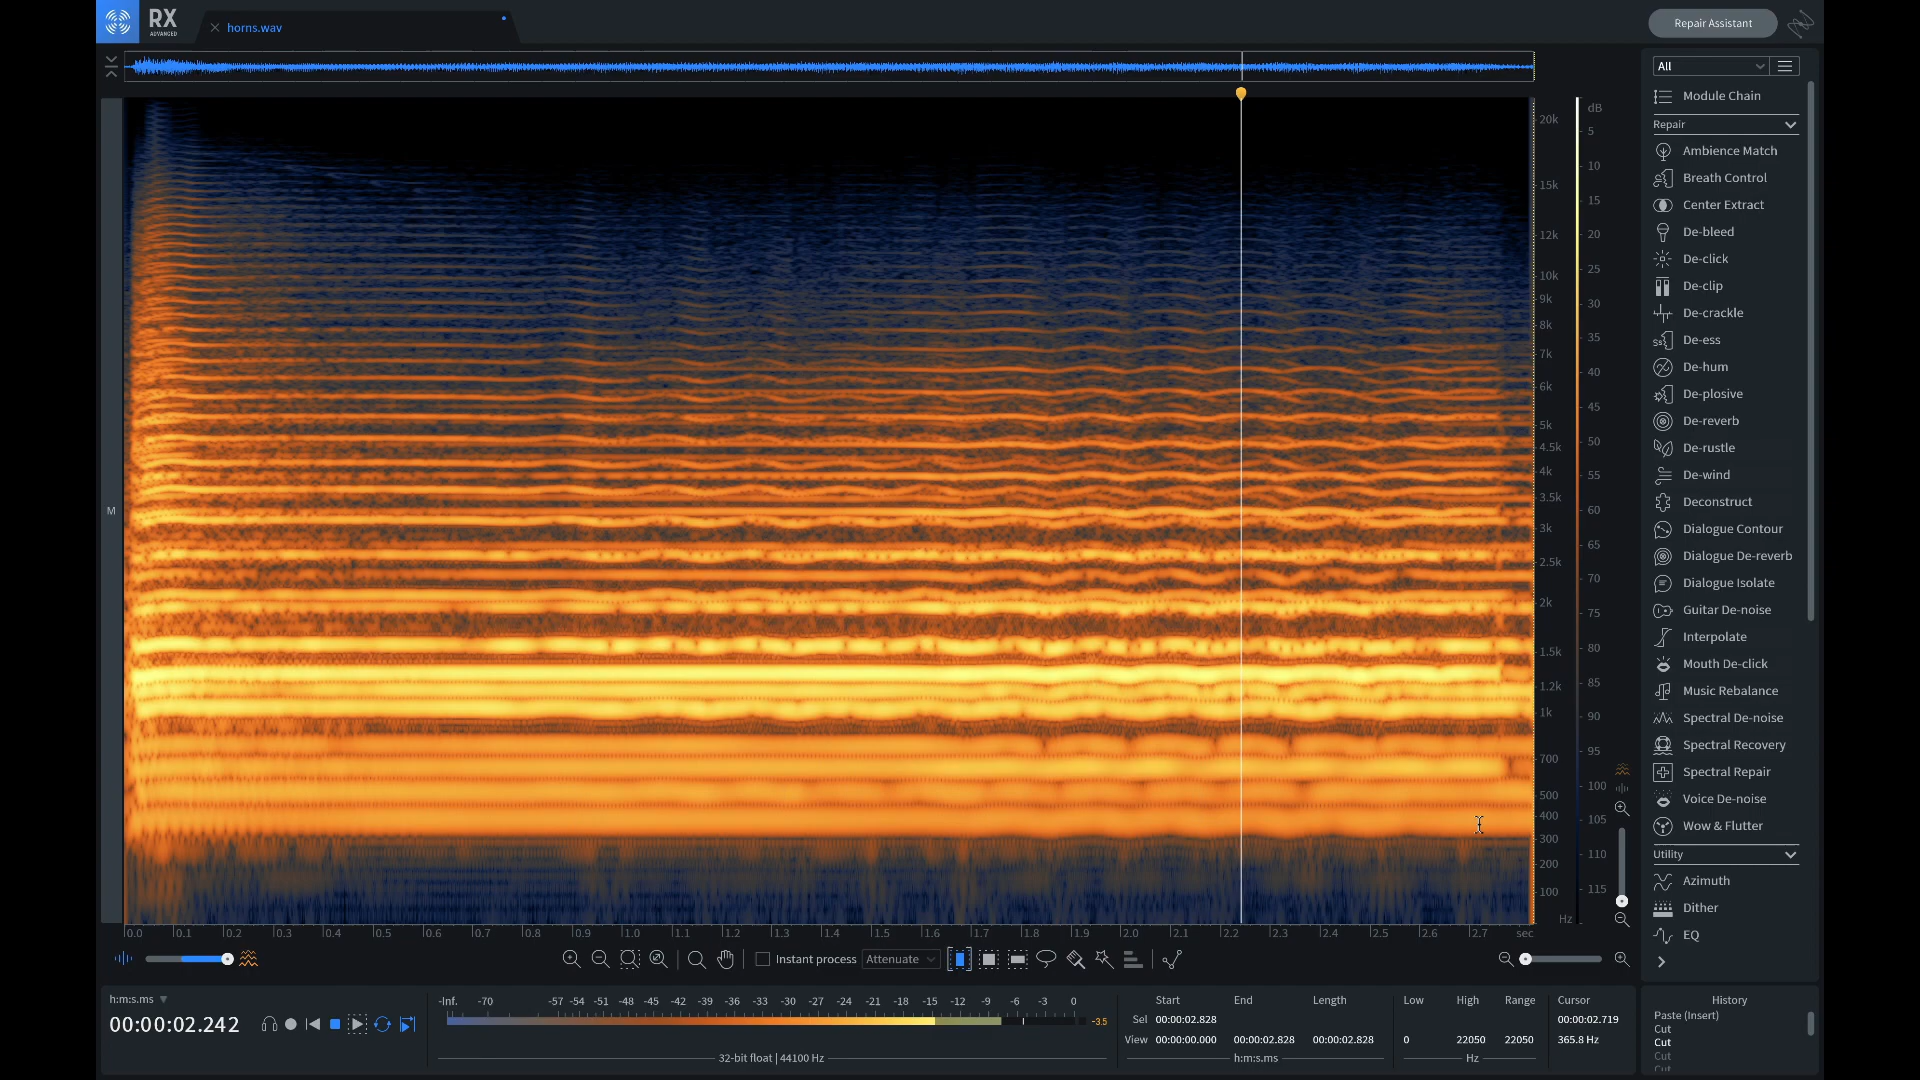 RX
ADVANCED
horns.wav
Repair Assistant
All
Module Chain
Repair
Ambience Match
Breath Control
Center Extract
De-bleed
De-click
De-clip
De-crackle
De-ess
De-hum
De-plosive
De-reverb
De-rustle
De-wind
Deconstruct
Dialogue Contour
Dialogue De-reverb
Dialogue Isolate
Guitar De-noise
Interpolate
Mouth De-click
Music Rebalance
Spectral De-noise
Spectral Recovery
Spectral Repair
Voice De-noise
Wow & Flutter
Utility
Azimuth
Dither
EQ
M
20k
15k
12k
10k
9k
8k
7k
6k
5k
4.5k
4k
3.5k
3k
2.5k
2k
1.5k
1.2k
1k
700
500
400
300
200
100
Hz
dB
5
10
15
20
25
30
35
40
45
50
55
60
65
70
75
80
85
90
95
100
105
110
115
0.0 0.1 0.2 0.3 0.4 0.5 0.6 0.7 0.8 0.9 1.0 1.1 1.2 1.3 1.4 1.5 1.6 1.7 1.8 1.9 2.0 2.1 2.2 2.3 2.4 2.5 2.6 2.7 sec
Instant process Attenuate
h:m:s.ms
00:00:02.242
-Inf. -70 -57 -54 -51 -48 -45 -42 -39 -36 -33 -30 -27 -24 -21 -18 -15 -12 -9 -6 -3 0
-3.5
32-bit float | 44100 Hz
Start End Length
Sel 00:00:02.828
View 00:00:00.000 00:00:02.828 00:00:02.828
h:m:s.ms
Low High Range
0 22050 22050
Hz
Cursor
00:00:02.719
365.8 Hz
History
Paste (Insert)
Cut
Cut
Cut
Cut